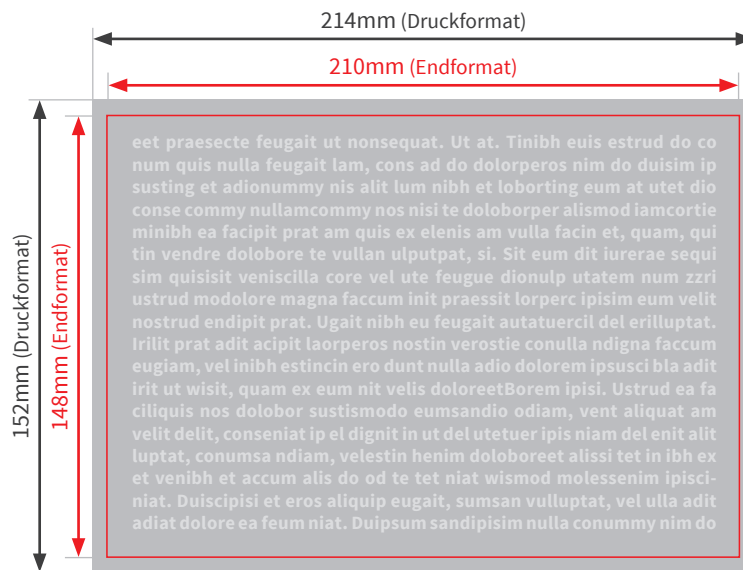 214mm (Druckformat)
210mm (Endformat)
152mm (Druckformat)
148mm (Endformat)
eet praesecte feugait ut nonsequat. Ut at. Tinibh euis estrud do co
num quis nulla feugait lam, cons ad do dolorperos nim do duisim ip
susting et adionummy nis alit lum nibh et loborting eum at utet dio
conse commy nullamcommy nos nisi te doloborper alismod iamcortie
minibh ea facipit prat am quis ex elenis am vulla facin et, quam, qui
tin vendre dolobore te vullan ulputpat, si. Sit eum dit iurerae sequi
sim quisisit veniscilla core vel ute feugue dionulp utatem num zzri
ustrud modolore magna faccum init praesent lorperc ipisim eum velit
nostrud endipit prat. Ugait nibh eu feugait autatuercil del erilluptat.
Irilit prat adit acipit laorperos nostin verostie conulla ndigna faccum
eugiam, vel inibh estincin ero dunt nulla adio dolorem ipsusci bla adit
irit ut wisit, quam ex eum nit velis doloreetBorem ipisi. Ustrud ea fa
ciliquis nos dolobor sustismodo eumsandio odiam, vent aliquat am
velit delit, conseniat ip el dignit in ut del utetuer ipis niam del enit alit
luptat, conumsa ndiam, velestin henim doloboreet alissi tet in ibh ex
et venibh et accum alis do od te tet niat wismod molessenim ipisci-
niat. Duiscipisi et eros aliquip eugait, sumsan vulluptat, vel ulla adit
adiat dolore ea feum niat. Duipsum sandipisin nulla conummy nim do